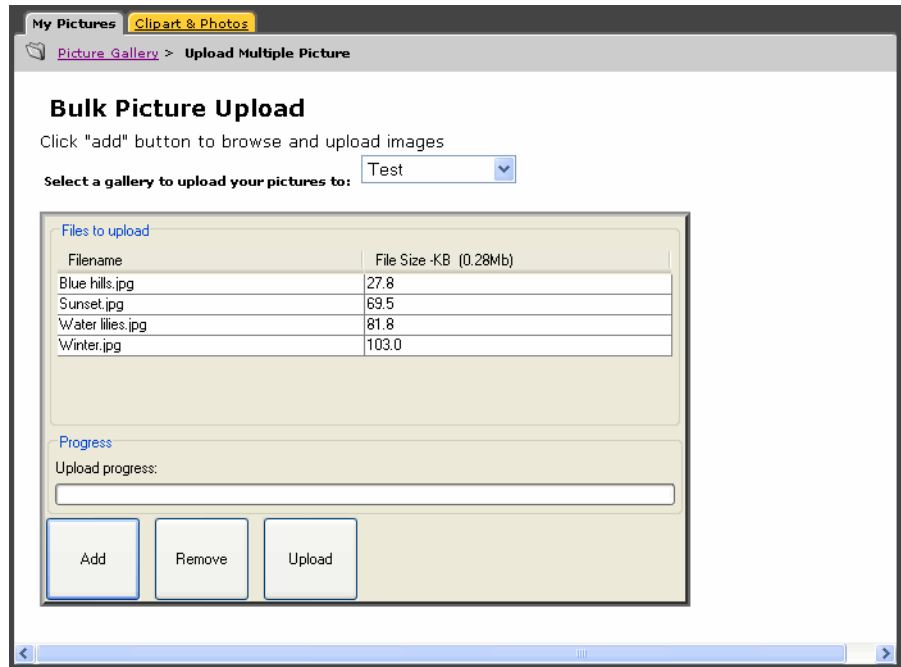 My Pictures Clipart & Photos
Picture Gallery > Upload Multiple Picture
Bulk Picture Upload
Click "add" button to browse and upload images
Select a gallery to upload your pictures to: Test
Files to upload
Filename File Size -KB (0.28Mb)
Blue hills.jpg 27.8
Sunset.jpg 69.5
Water lilies.jpg 81.8
Winter.jpg 103.0
Progress
Upload progress:
Add Remove Upload